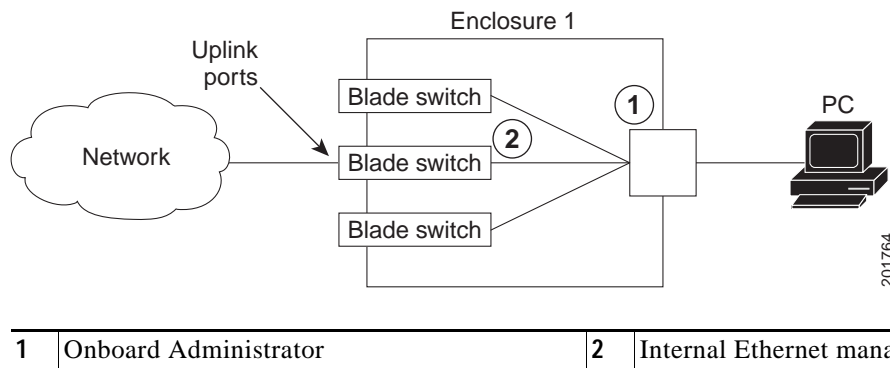 Enclosure 1
Uplink
ports
Blade switch
1
PC
Network
Blade switch
2
Blade switch
201764
1 Onboard Administrator 2 Internal Ethernet